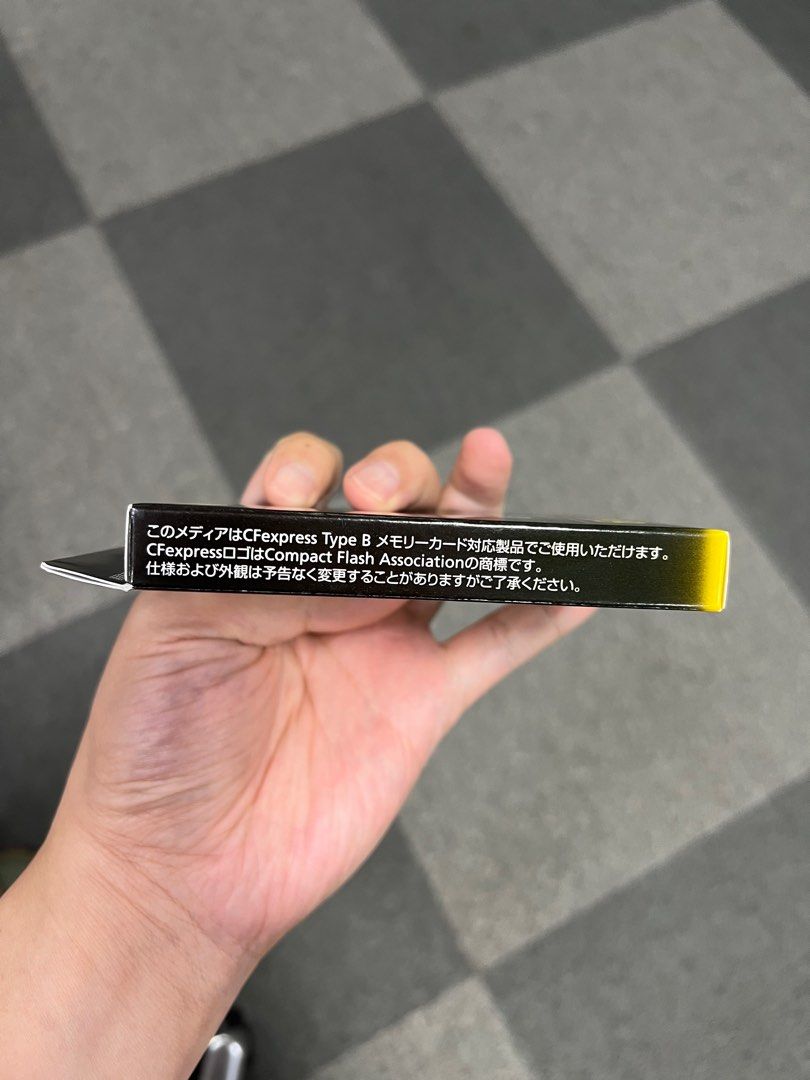 このメディアはCFexpress Type B メモリーカード対応製品でご使用いただけます。
CFexpressロゴはCompact Flash Associationの商標です。
仕様および外観は予告なく変更することがありますがご了承ください。